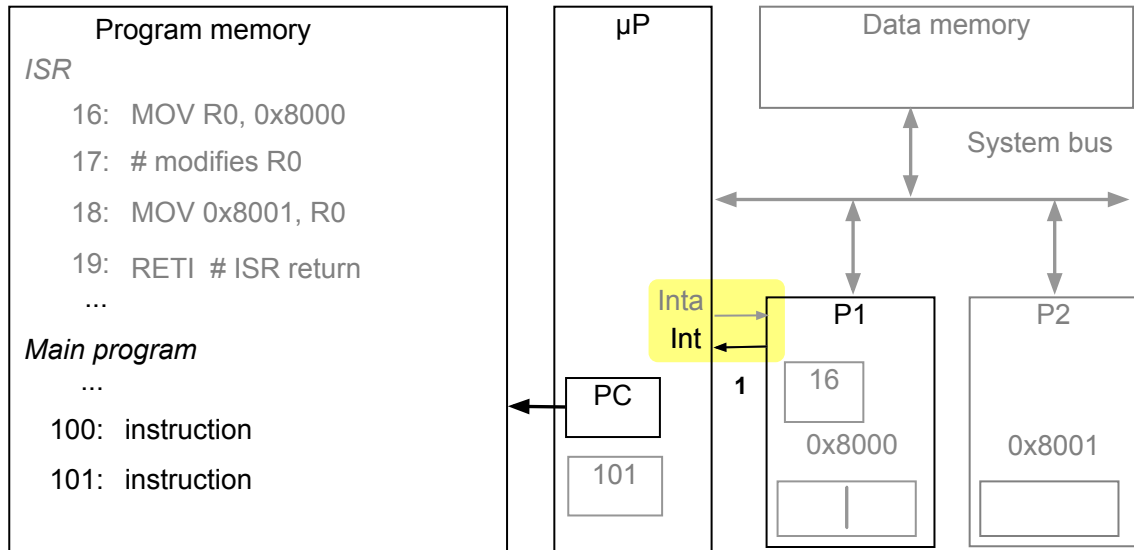 Program memory
ISR
16: MOV R0, 0x8000
17: # modifies R0
18: MOV 0x8001, R0
19: RETI # ISR return
...
Main program
...
100: instruction
101: instruction
µP
Inta
Int
PC
101
1
Data memory
System bus
P1
16
0x8000
P2
0x8001